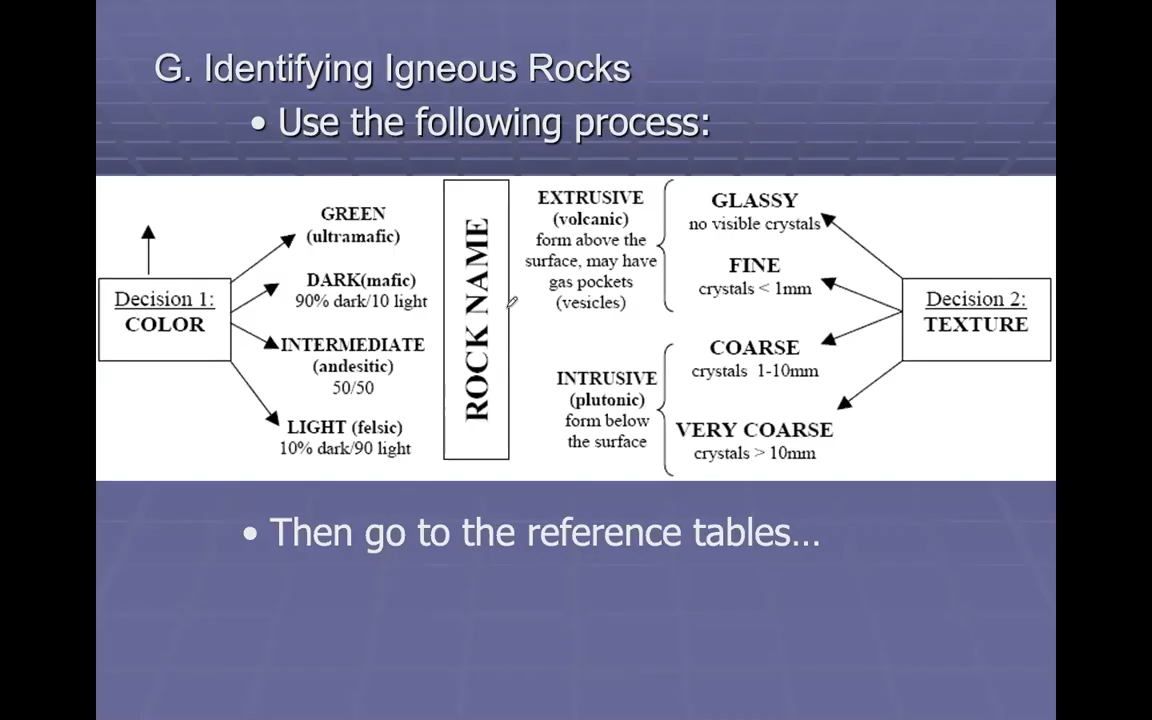 G. Identifying Igneous Rocks
• Use the following process:
Decision 1:
COLOR
GREEN
(ultramafic)
DARK(mafic)
90% dark/10 light
INTERMEDIATE
(andesitic)
50/50
LIGHT (felsic)
10% dark/90 light
ROCK NAME
EXTRUSIVE
(volcanic)
form above the
surface, may have
gas pockets
(vesicles)
INTRUSIVE
(plutonic)
form below
the surface
GLASSY
no visible crystals
FINE
crystals < 1mm
COARSE
crystals 1-10mm
VERY COARSE
crystals > 10mm
Decision 2:
TEXTURE
• Then go to the reference tables…